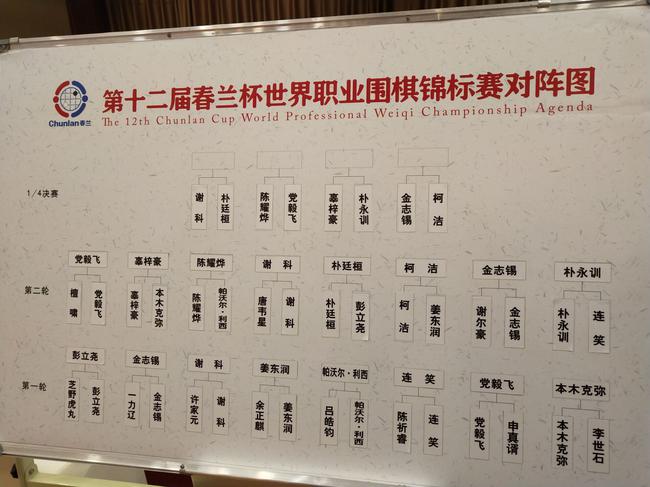 第十二届春兰杯世界职业围棋锦标赛对阵图
Chunlan春兰
The 12th Chunlan Cup World Professional Weiqi Championship Agenda
1/4决赛
谢科 朴廷桓 陈耀烨 党毅飞 辜梓豪 朴永训 金志锡 柯洁
党毅飞 辜梓豪 陈耀烨 谢科 朴廷桓 柯洁 金志锡 朴永训
第二轮
檀啸 党毅飞 辜梓豪 本木克弥 陈耀烨 帕沃尔·利西 唐韦星 谢科 朴廷桓 彭立尧 柯洁 姜东润 谢尔豪 金志锡 朴永训 连笑
彭立尧 金志锡 谢科 姜东润 帕沃尔·利西 连笑 党毅飞 本木克弥
第一轮
芝野虎丸 彭立尧 一力辽 金志锡 许家元 谢科 余正麒 姜东润 吕皓钧 帕沃尔·利西 陈祈睿 连笑 党毅飞 申真谞 本木克弥 李世石